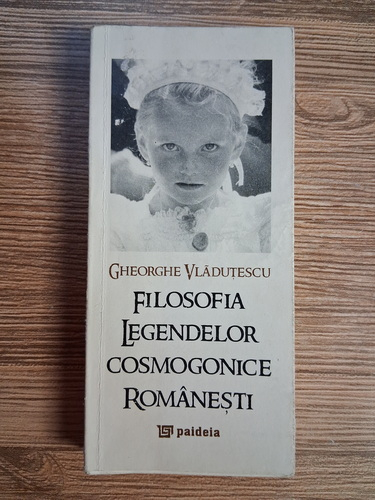 GHEORGHE VLĂDUȚESCU
FILOSOFIA
LEGENDELOR
COSMOGONICE
ROMÂNEȘTI
paideia